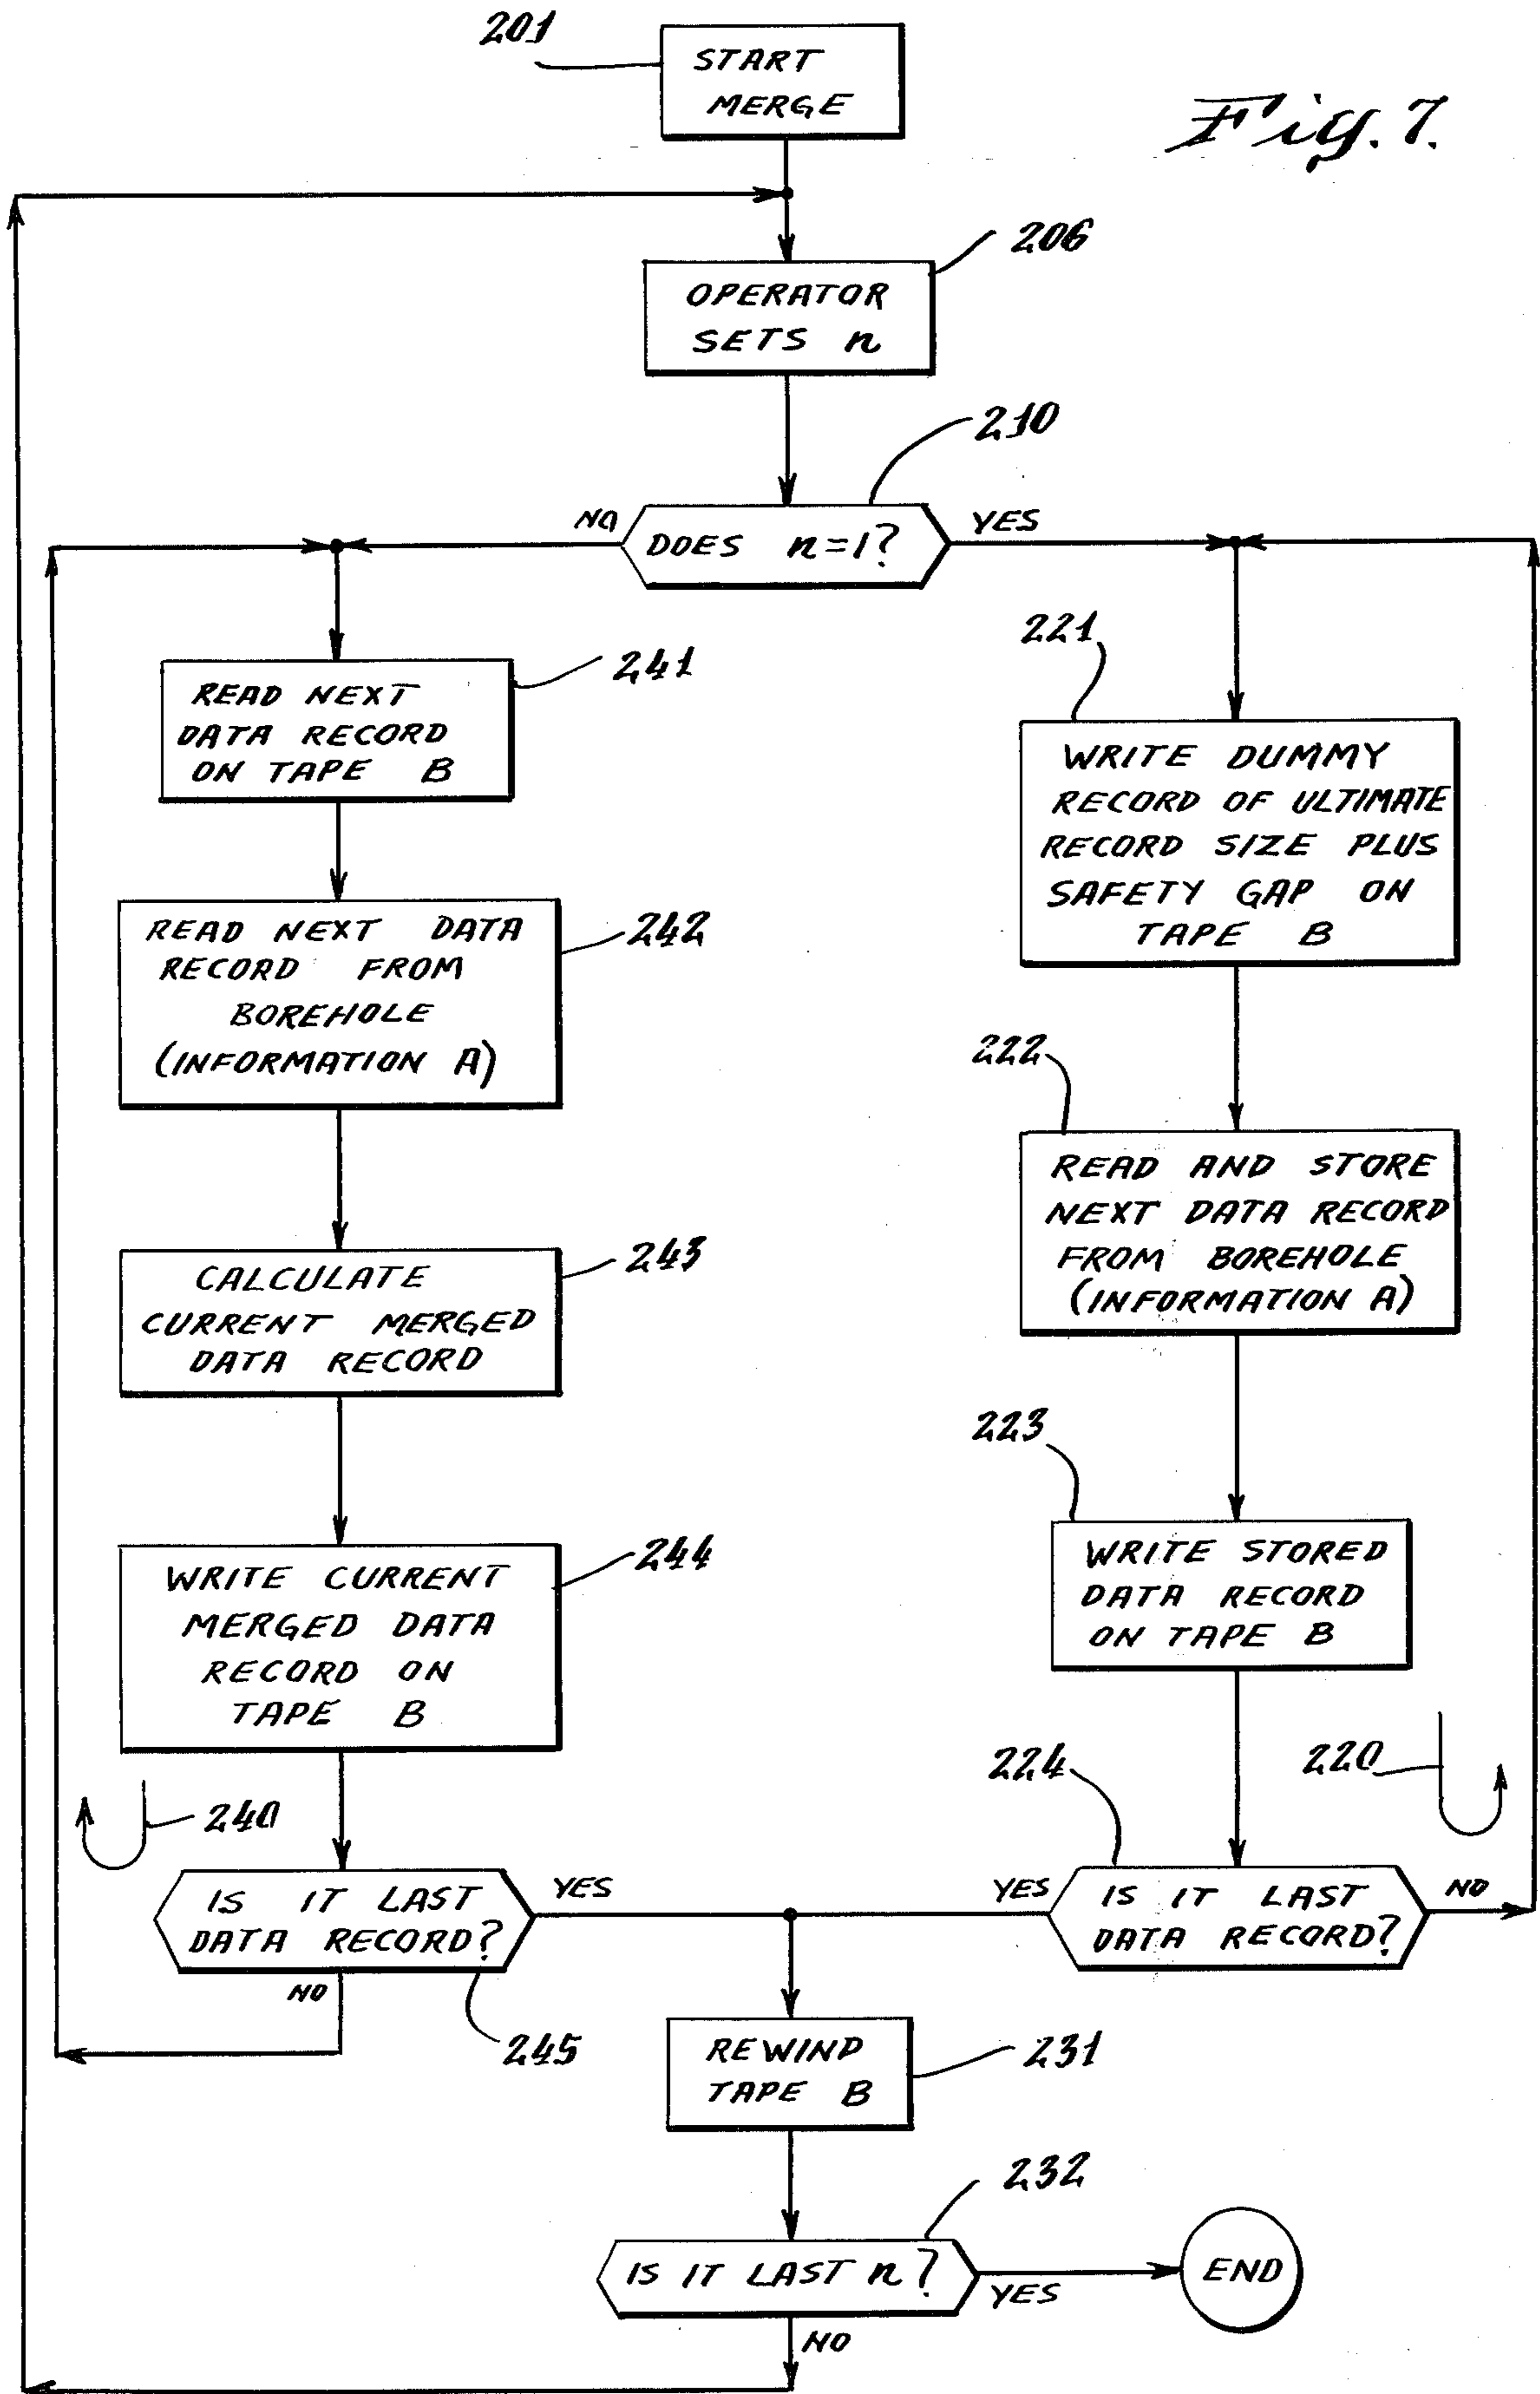 201
START
MERGE
Fig. 7.
206
OPERATOR
SETS n
210
NO
DOES n=1?
YES
241
READ NEXT
DATA RECORD
ON TAPE B
242
READ NEXT DATA
RECORD FROM
BOREHOLE
(INFORMATION A)
243
CALCULATE
CURRENT MERGED
DATA RECORD
244
WRITE CURRENT
MERGED DATA
RECORD ON
TAPE B
240
IS IT LAST
DATA RECORD?
YES
NO
245
221
WRITE DUMMY
RECORD OF ULTIMATE
RECORD SIZE PLUS
SAFETY GAP ON
TAPE B
222
READ AND STORE
NEXT DATA RECORD
FROM BOREHOLE
(INFORMATION A)
223
WRITE STORED
DATA RECORD
ON TAPE B
224
220
YES
IS IT LAST
DATA RECORD?
NO
REWIND
TAPE B
231
232
IS IT LAST n?
YES
END
NO